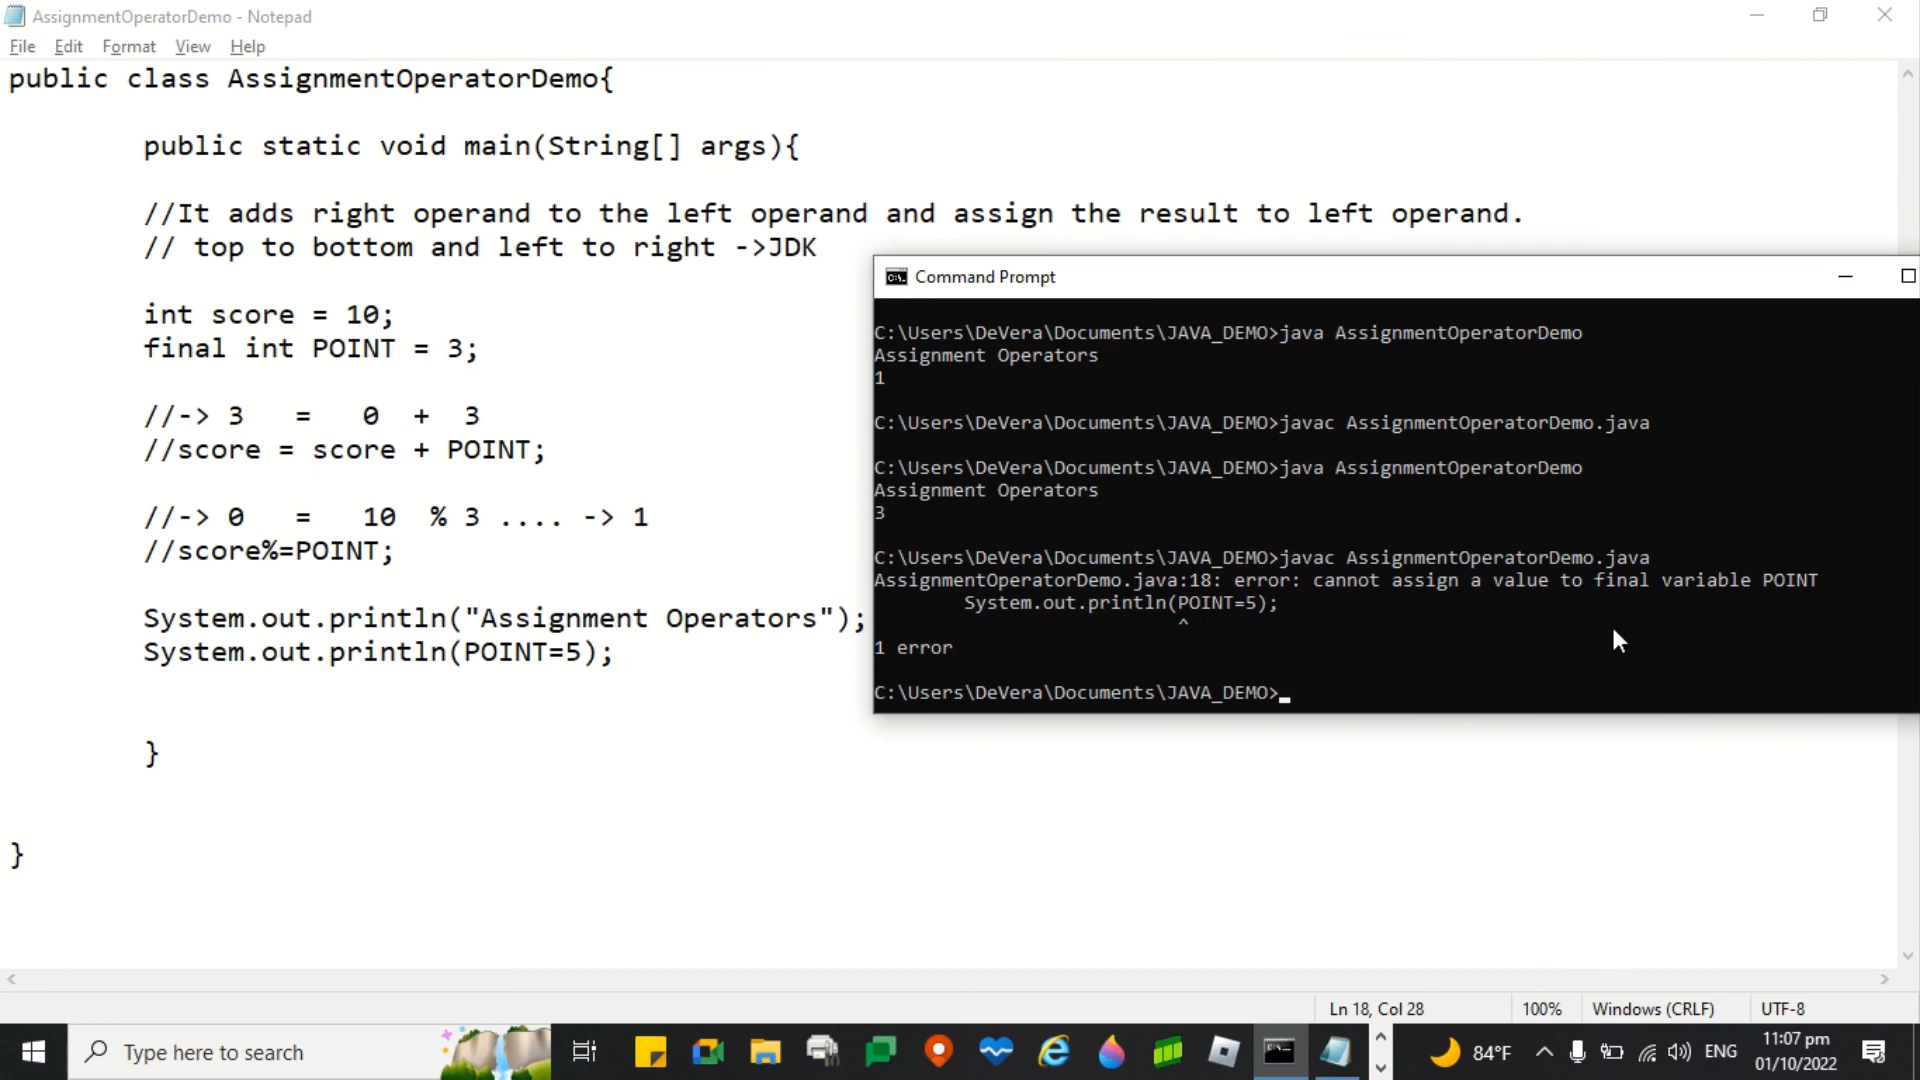 AssignmentOperatorDemo - Notepad
File Edit Format View Help
public class AssignmentOperatorDemo{
public static void main(String[] args){
//It adds right operand to the left operand and assign the result to left operand.
// top to bottom and left to right ->JDK
int score = 10;
final int POINT = 3;
//-> 3 = 0 + 3
//score = score + POINT;
//-> 0 = 10 % 3 .... -> 1
//score%=POINT;
System.out.println("Assignment Operators");
System.out.println(POINT=5);
}
}
Command Prompt
C:\Users\DeVera\Documents\JAVA_DEMO>java AssignmentOperatorDemo
Assignment Operators
1
C:\Users\DeVera\Documents\JAVA_DEMO>javac AssignmentOperatorDemo.java
C:\Users\DeVera\Documents\JAVA_DEMO>java AssignmentOperatorDemo
Assignment Operators
3
C:\Users\DeVera\Documents\JAVA_DEMO>javac AssignmentOperatorDemo.java
AssignmentOperatorDemo.java:18: error: cannot assign a value to final variable POINT
System.out.println(POINT=5);
^
1 error
C:\Users\DeVera\Documents\JAVA_DEMO>
Ln 18, Col 28 100% Windows (CRLF) UTF-8
Type here to search
84°F ENG
11:07 pm
01/10/2022